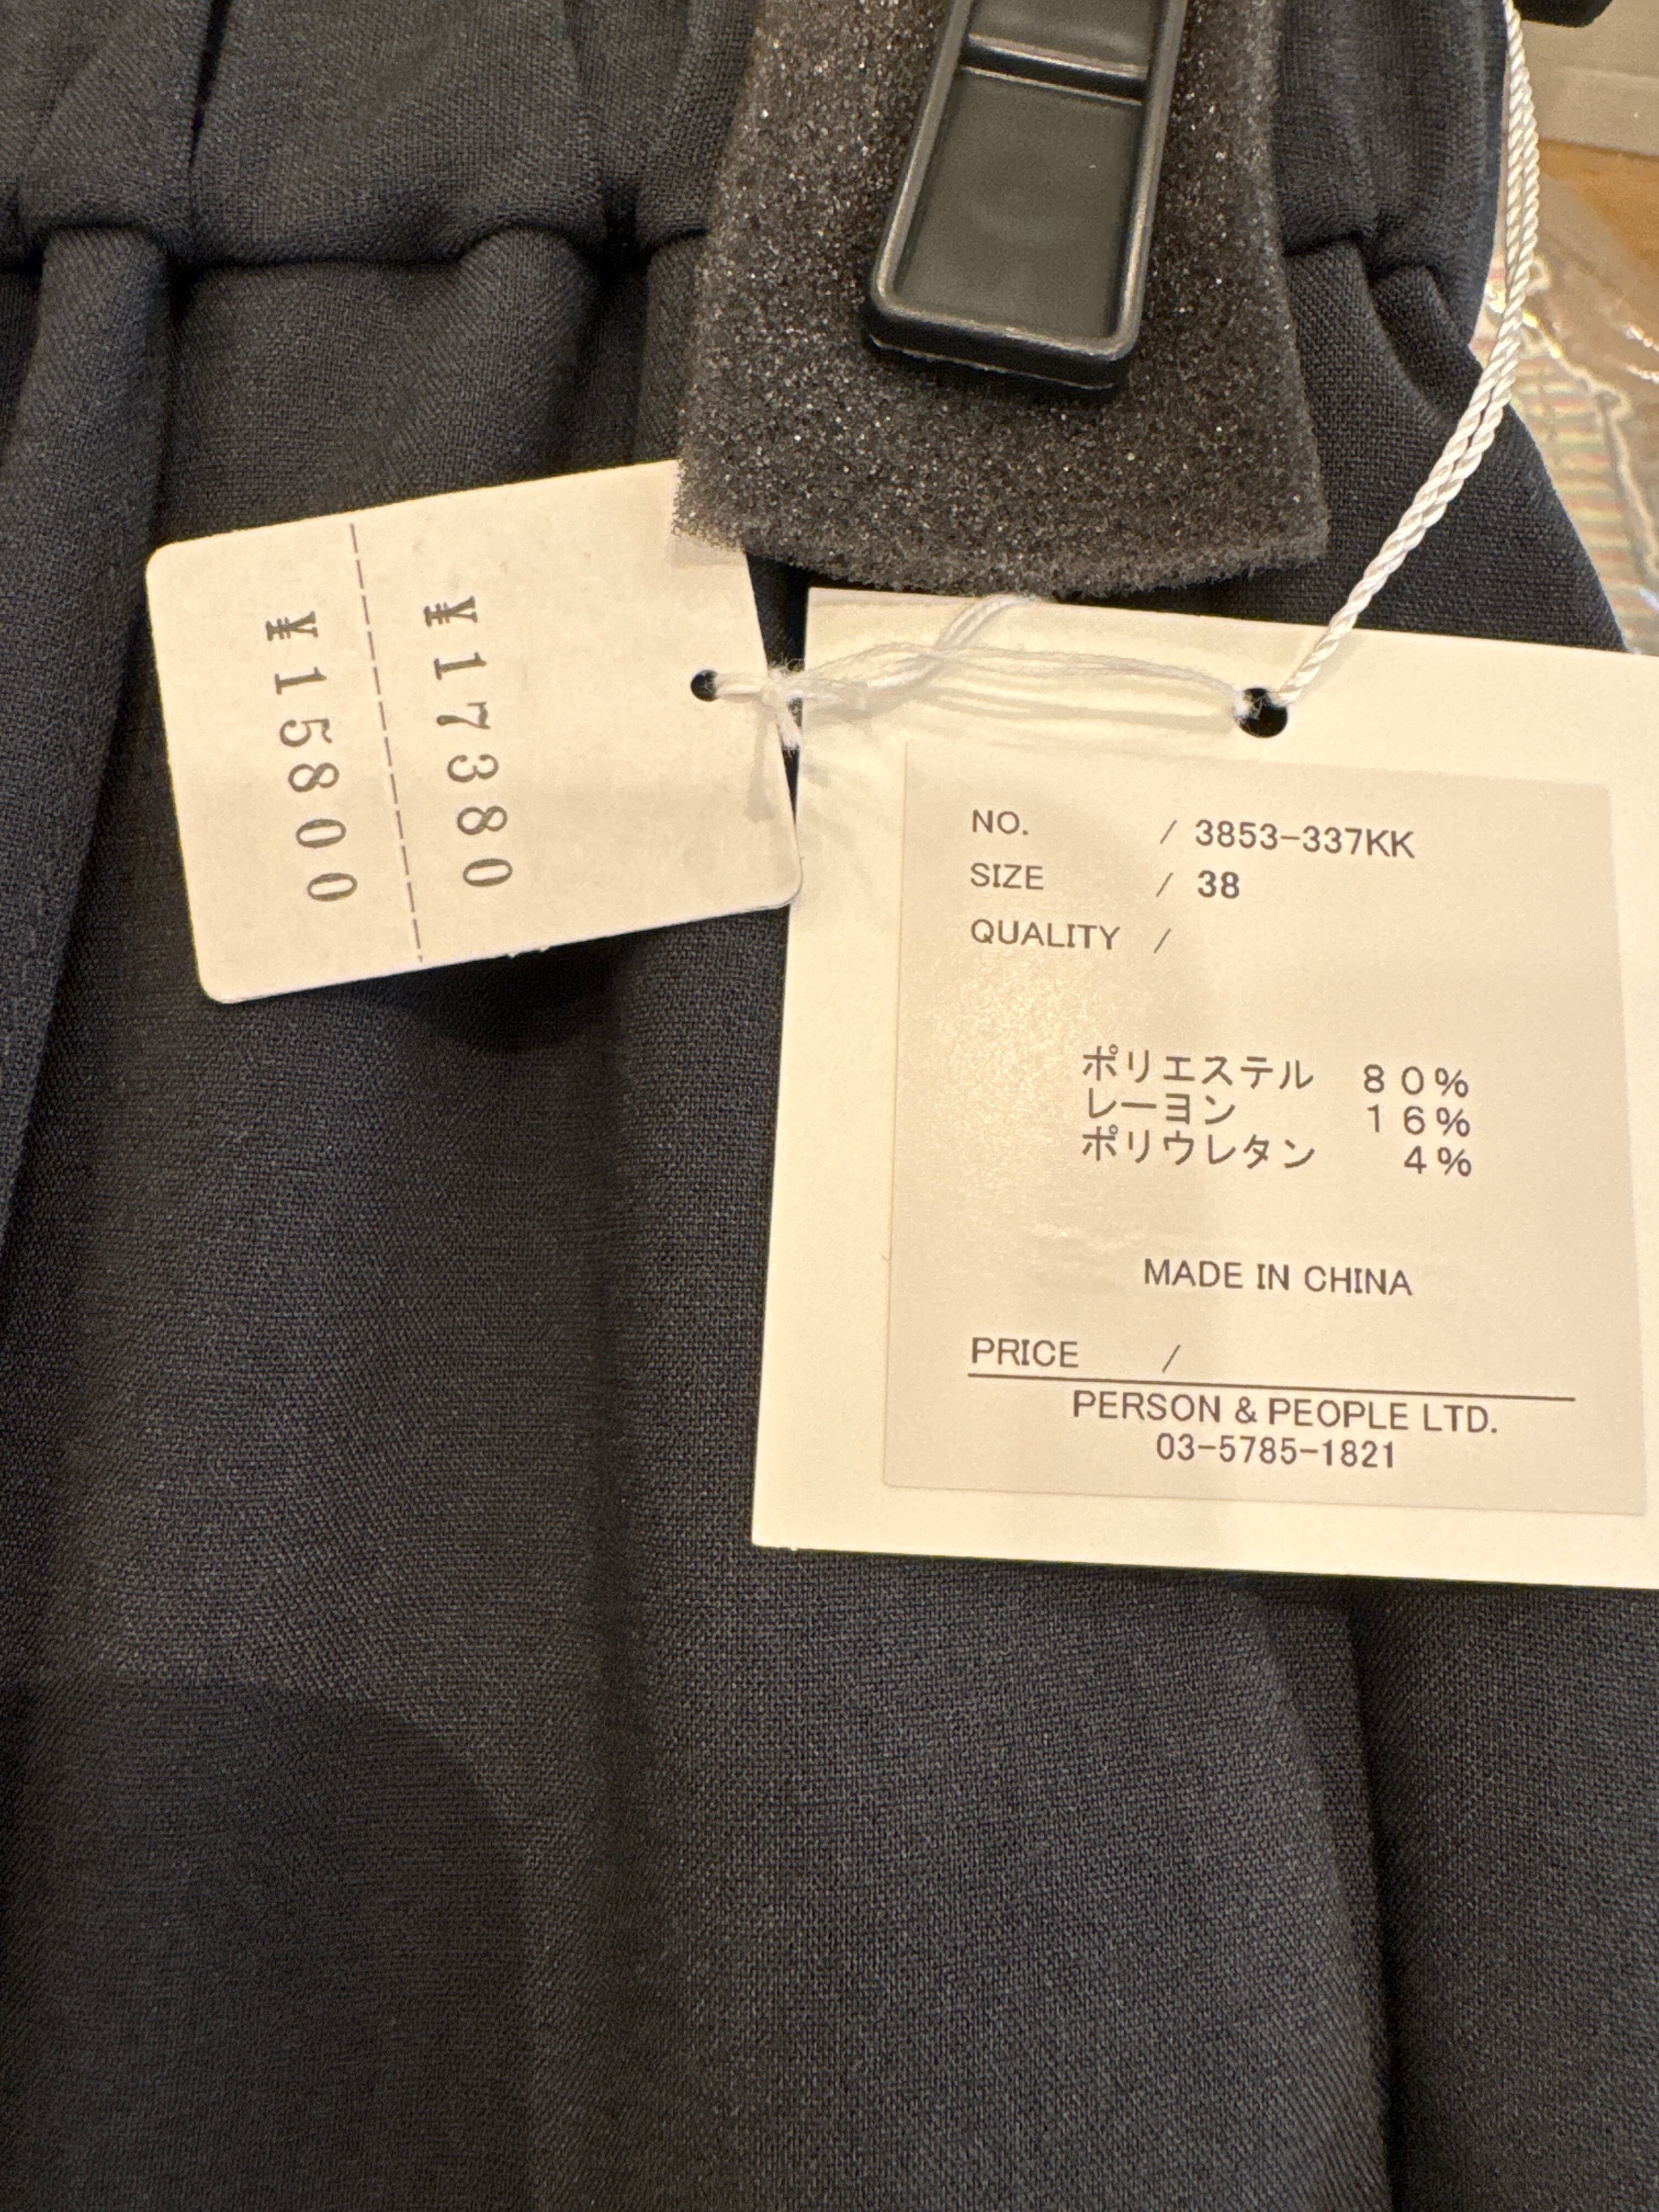 ¥17380
¥15800
NO. / 3853-337KK
SIZE / 38
QUALITY /
ポリエステル 80%
レーヨン 16%
ポリウレタン 4%
MADE IN CHINA
PRICE /
PERSON & PEOPLE LTD.
03-5785-1821